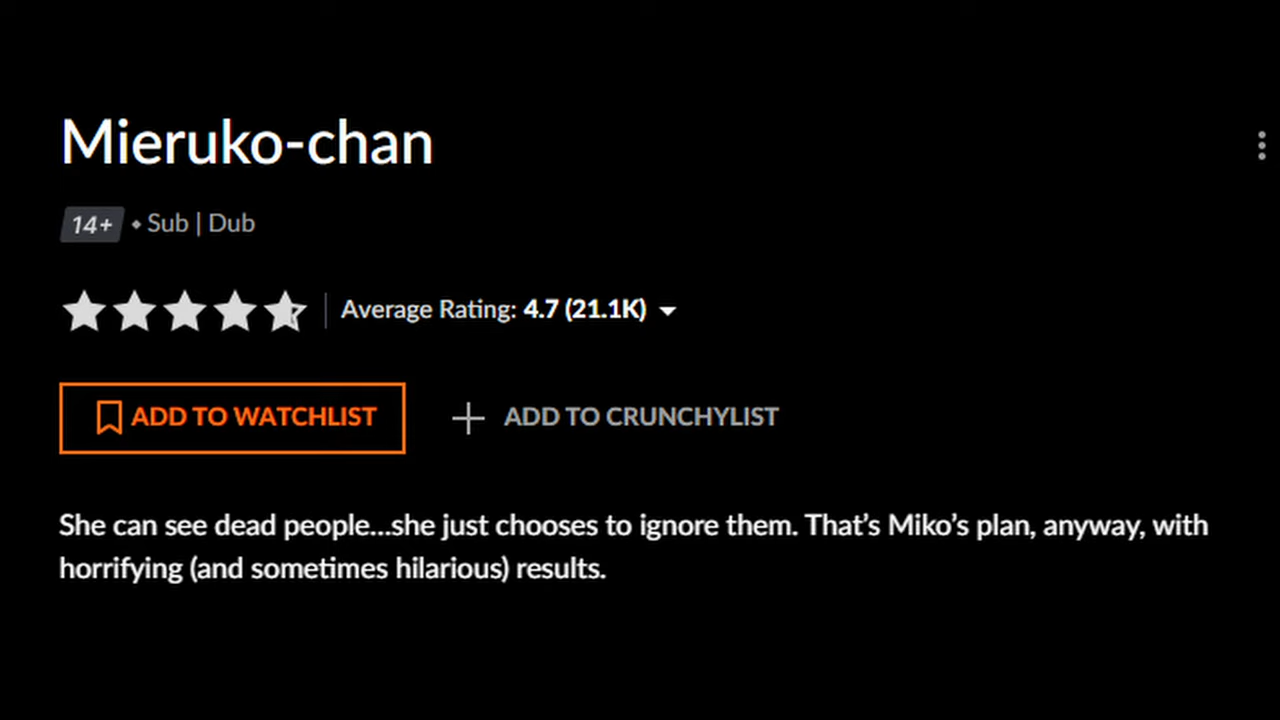 Mieruko-chan
14+ ⬥ Sub | Dub
Average Rating: 4.7 (21.1K)
ADD TO WATCHLIST
ADD TO CRUNCHYLIST
She can see dead people...she just chooses to ignore them. That’s Miko’s plan, anyway, with
horrifying (and sometimes hilarious) results.